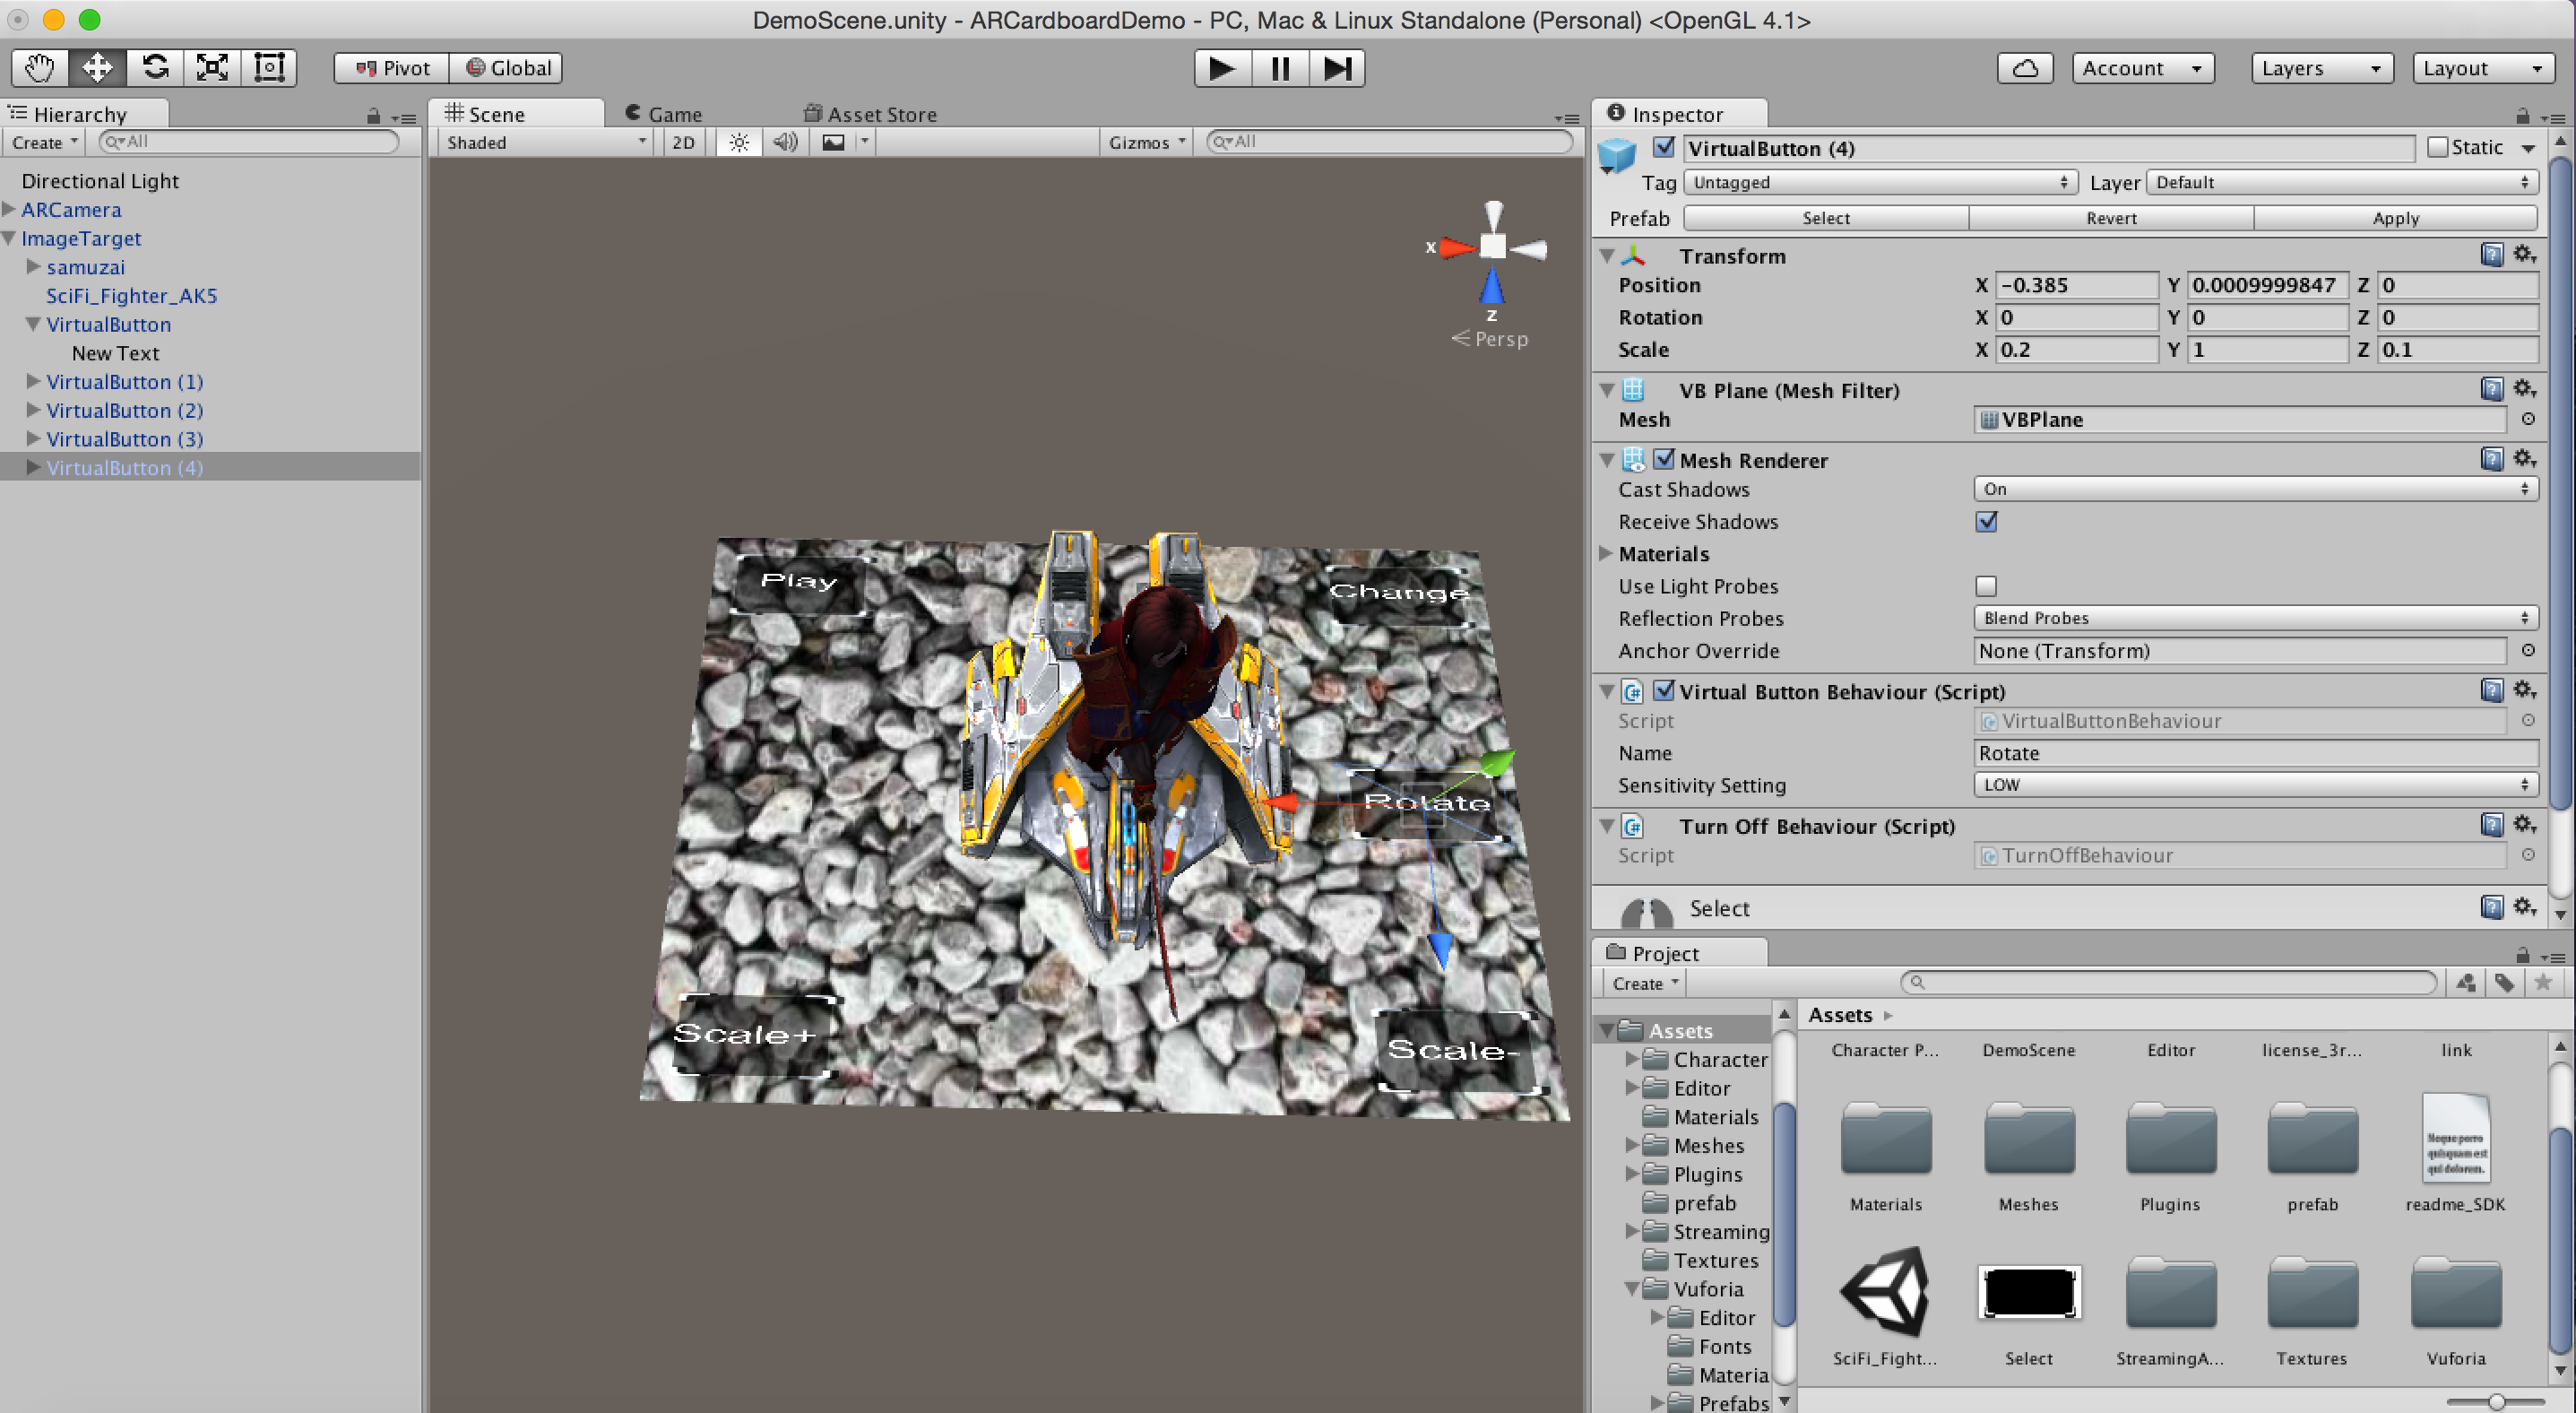 DemoScene.unity - ARCardboardDemo - PC, Mac & Linux Standalone (Personal) <OpenGL 4.1>
Pivot Global Account Layers Layout
Hierarchy
Create All
Directional Light
ARCamera
ImageTarget
samuzai
SciFi_Fighter_AK5
VirtualButton
New Text
VirtualButton (1)
VirtualButton (2)
VirtualButton (3)
VirtualButton (4)
Scene Game Asset Store
Shaded 2D Gizmos All
x
z
Persp
Play
Change
Rotate
Scale+
Scale-
Inspector
VirtualButton (4) Static
Tag Untagged Layer Default
Prefab Select Revert Apply
Transform
Position X -0.385 Y 0.0009999847 Z 0
Rotation X 0 Y 0 Z 0
Scale X 0.2 Y 1 Z 0.1
VB Plane (Mesh Filter)
Mesh VBPlane
Mesh Renderer
Cast Shadows On
Receive Shadows
Materials
Use Light Probes
Reflection Probes Blend Probes
Anchor Override None (Transform)
Virtual Button Behaviour (Script)
Script VirtualButtonBehaviour
Name Rotate
Sensitivity Setting LOW
Turn Off Behaviour (Script)
Script TurnOffBehaviour
Select
Project
Create
Assets
Character
Editor
Materials
Meshes
Plugins
prefab
Streaming
Textures
Vuforia
Editor
Fonts
Materia
Prefabs
Assets
Character P... DemoScene Editor license_3r... link
Neque porro
quisquam est
qui dolorem.
Materials Meshes Plugins prefab readme_SDK
SciFi_Fight... Select StreamingA... Textures Vuforia